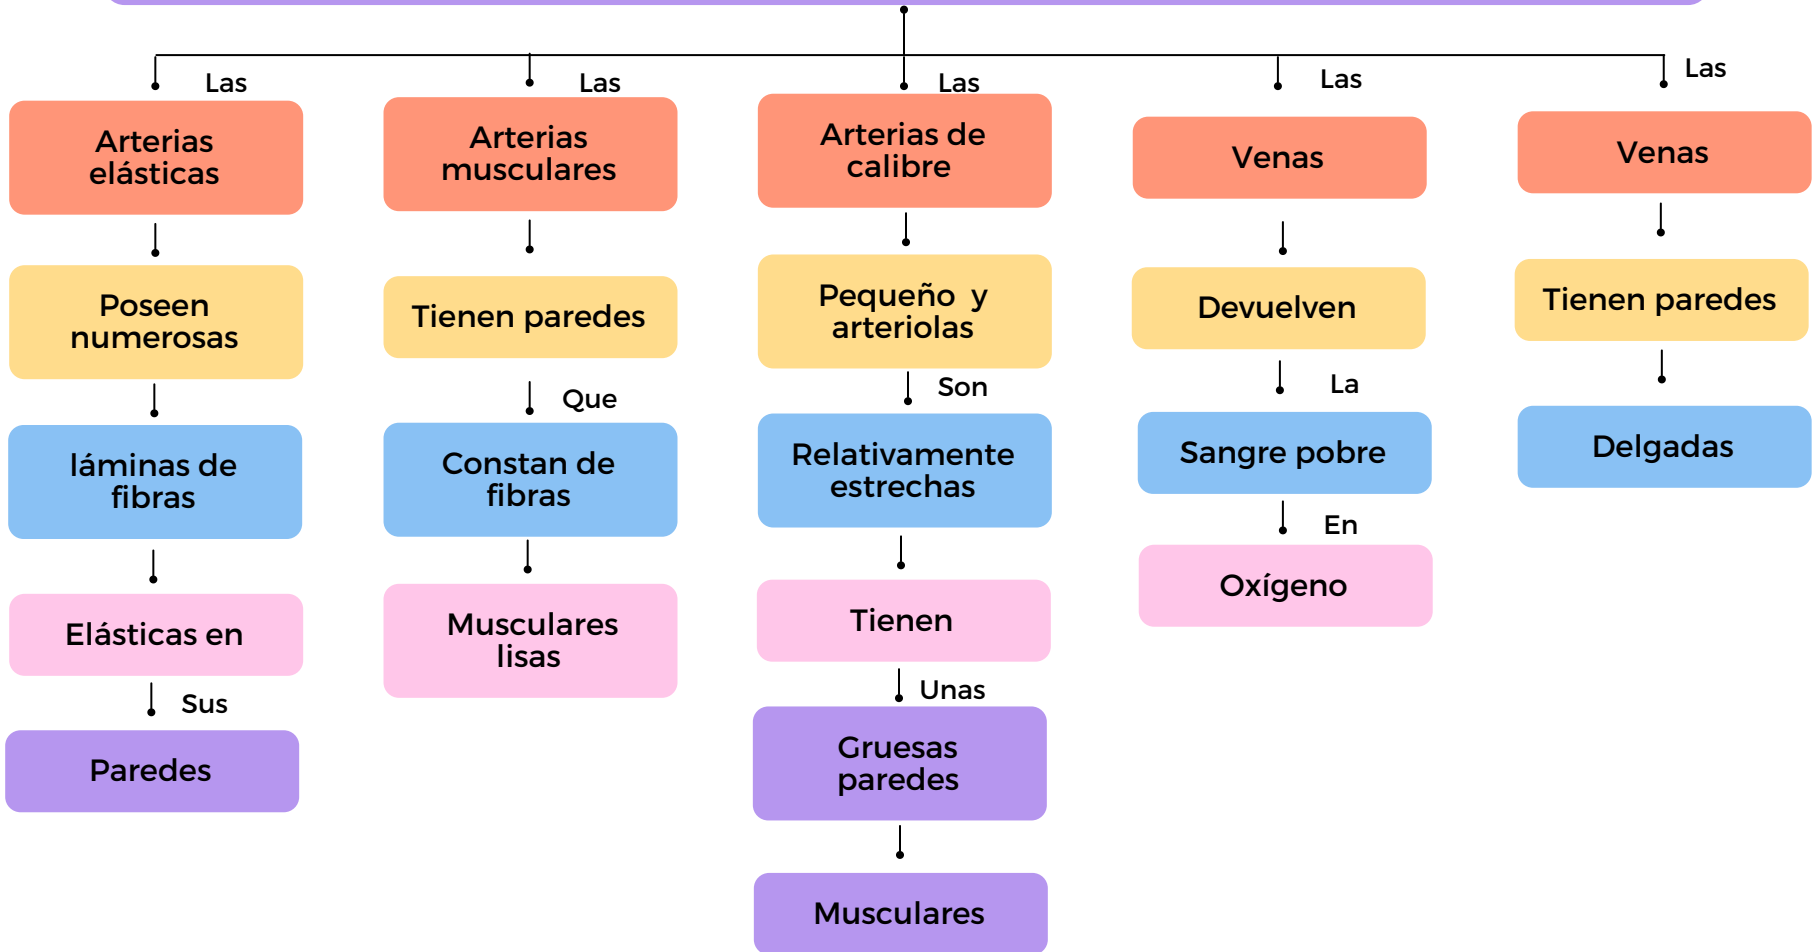 Las
Arterias
elásticas
Poseen
numerosas
láminas de
fibras
Elásticas en
Sus
Paredes
Las
Arterias
musculares
Tienen paredes
Que
Constan de
fibras
Musculares
lisas
Las
Arterias de
calibre
Pequeño y
arteriolas
Son
Relativamente
estrechas
Tienen
Unas
Gruesas
paredes
Musculares
Las
Venas
Devuelven
La
Sangre pobre
En
Oxígeno
Las
Venas
Tienen paredes
Delgadas